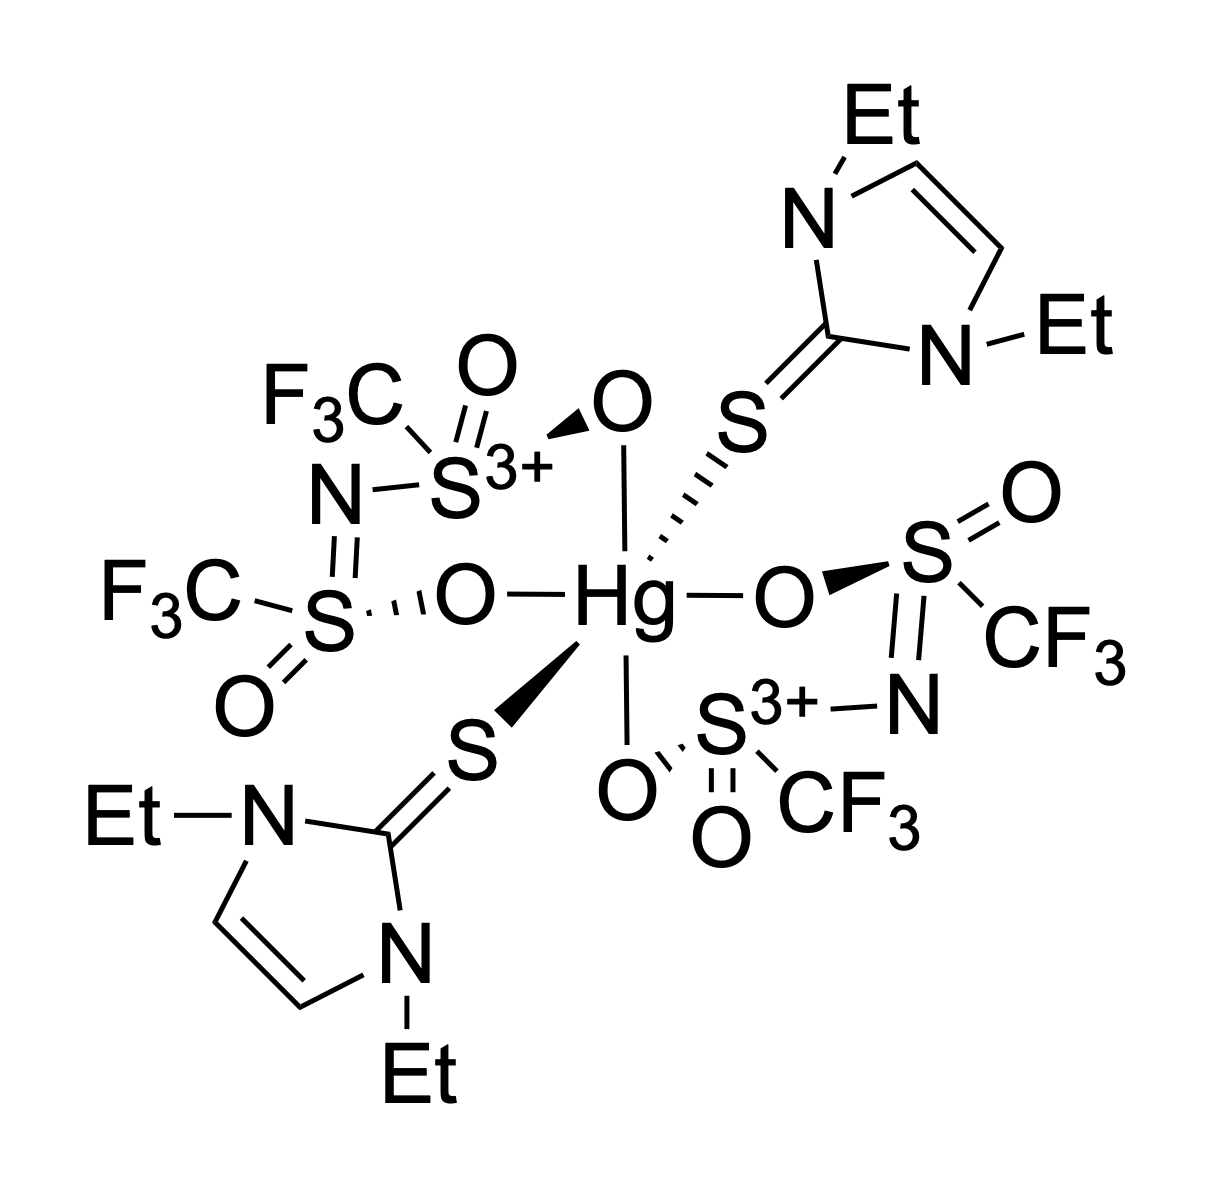 Et
N
N Et
F3C O O S
N S3+ S O
F3C S O Hg O CF3
O S3+ N
S O CF3
Et N O
N
Et